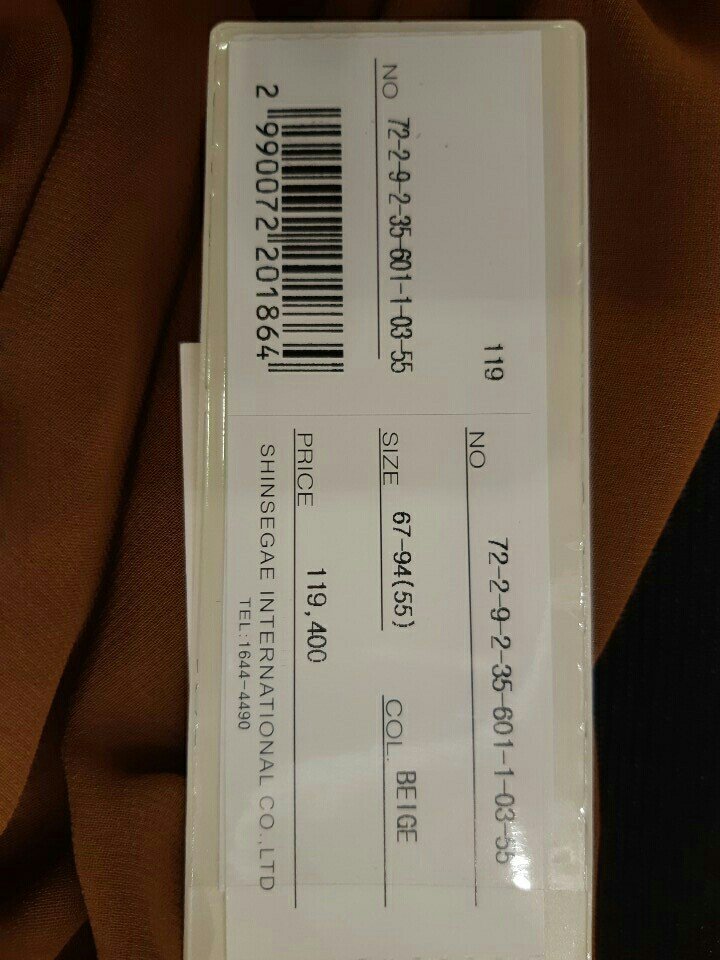 119
NO 72-2-9-2-35-601-1-03-55
2 990072 201864
NO 72-2-9-2-35-601-1-03-55
SIZE 67-94(55) COL. BEIGE
PRICE 119,400
SHINSEGAE INTERNATIONAL CO.,LTD
TEL:1644-4490